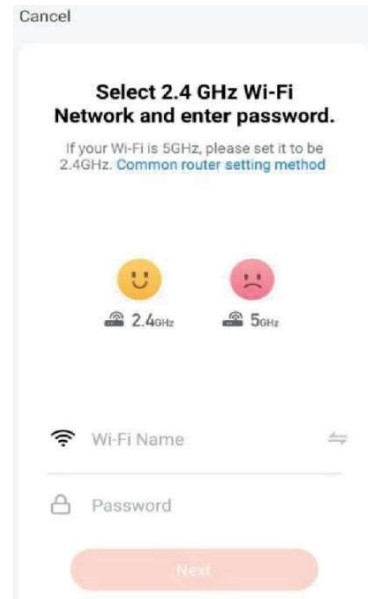 Cancel
Select 2.4 GHz Wi-Fi
Network and enter password.
If your Wi-Fi is 5GHz, please set it to be
2.4GHz. Common router setting method
2.4GHz 5GHz
Wi-Fi Name
Password
Next